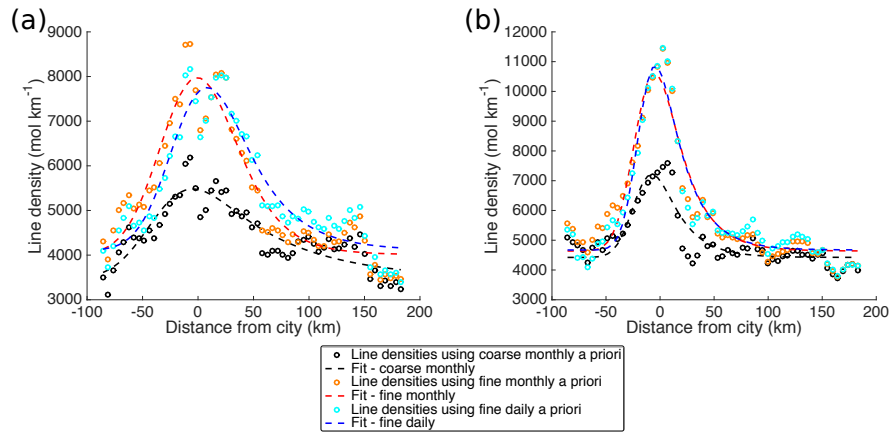 (a)
9000
8000
7000
6000
5000
4000
3000
Line density (mol km⁻¹)
-100
-50
0
50
100
150
200
Distance from city (km)
(b)
12000
11000
10000
9000
8000
7000
6000
5000
4000
3000
Line density (mol km⁻¹)
-100
-50
0
50
100
150
200
Distance from city (km)
Line densities using coarse monthly a priori
Fit - coarse monthly
Line densities using fine monthly a priori
Fit - fine monthly
Line densities using fine daily a priori
Fit - fine daily